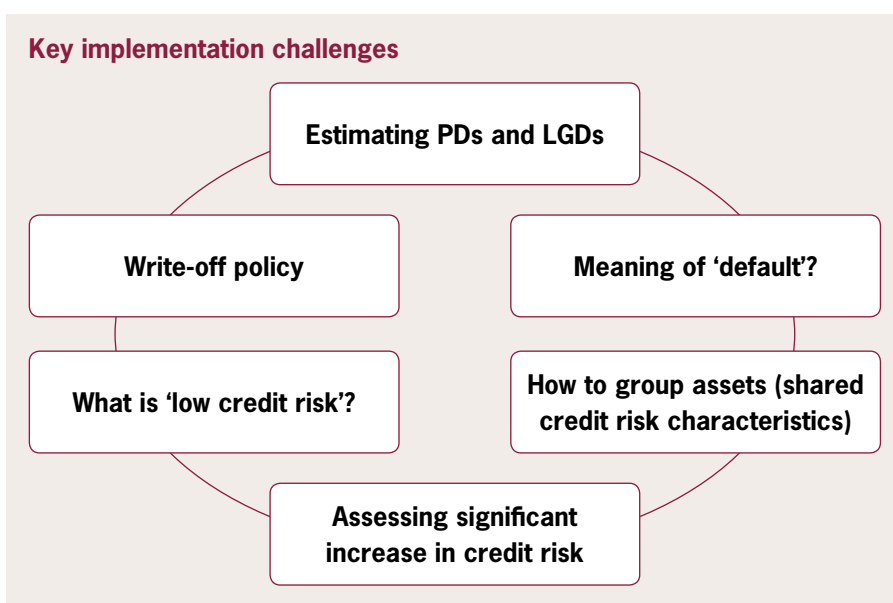 Key implementation challenges
Estimating PDs and LGDs
Write-off policy
Meaning of ‘default’?
What is ‘low credit risk’?
How to group assets (shared
credit risk characteristics)
Assessing significant
increase in credit risk